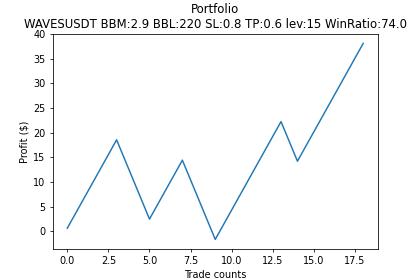 Portfolio
WAVESUSDT BBM:2.9 BBL:220 SL:0.8 TP:0.6 lev:15 WinRatio:74.0
40
35
30
25
20
15
10
5
0
Profit ($)
0.0 2.5 5.0 7.5 10.0 12.5 15.0 17.5
Trade counts